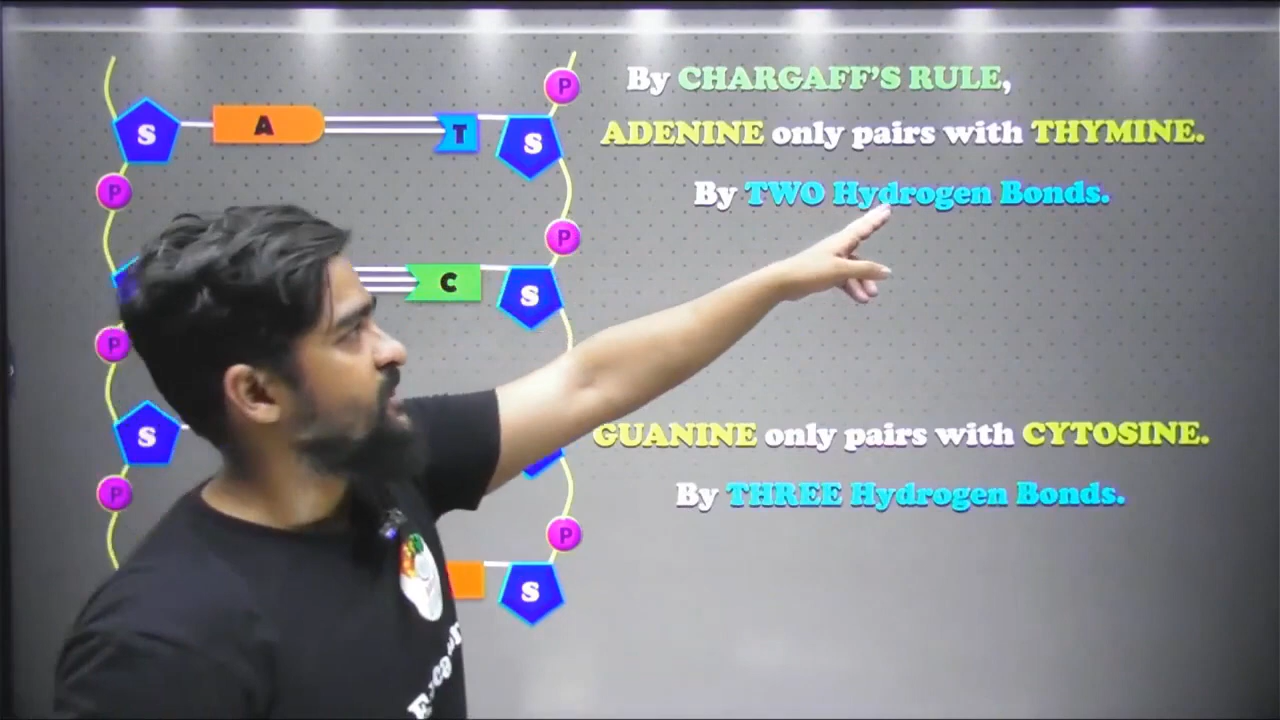 By CHARGAFF'S RULE,
ADENINE only pairs with THYMINE.
By TWO Hydrogen Bonds.
GUANINE only pairs with CYTOSINE.
By THREE Hydrogen Bonds.
P
S A T S
P
P
C S
P
S
P
P
S